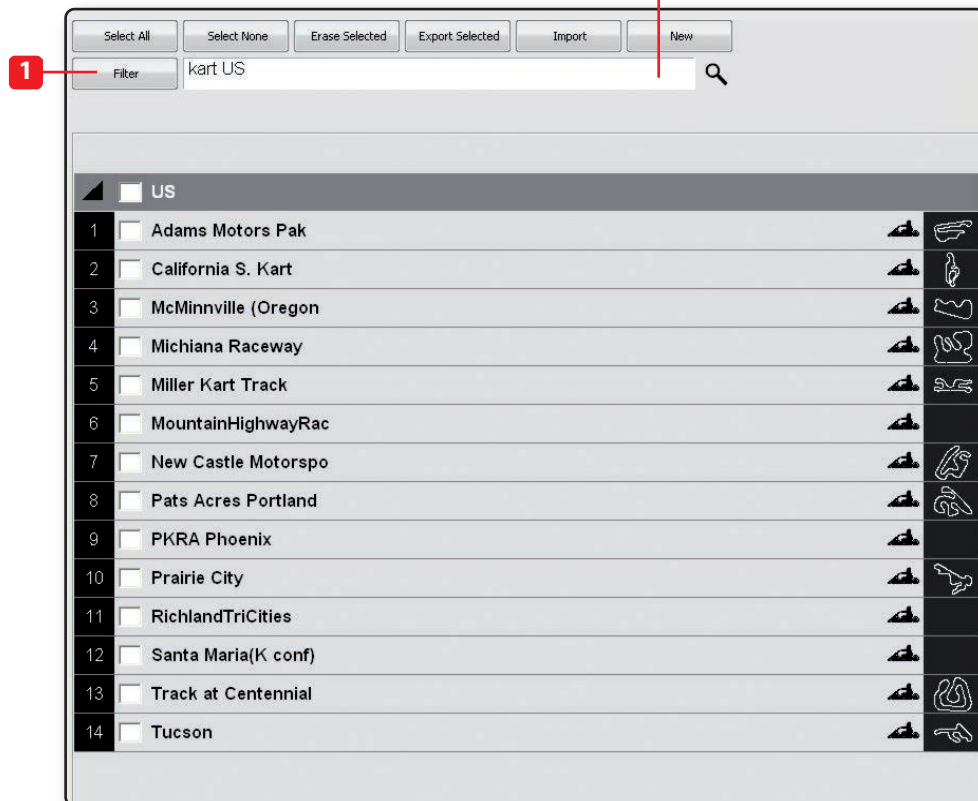 Select All Select None Erase Selected Export Selected Import New
1 Filter kart US
US
1 Adams Motors Pak
2 California S. Kart
3 McMinnville (Oregon
4 Michiana Raceway
5 Miller Kart Track
6 MountainHighwayRac
7 New Castle Motorspo
8 Pats Acres Portland
9 PKRA Phoenix
10 Prairie City
11 RichlandTriCities
12 Santa Maria(K conf)
13 Track at Centennial
14 Tucson